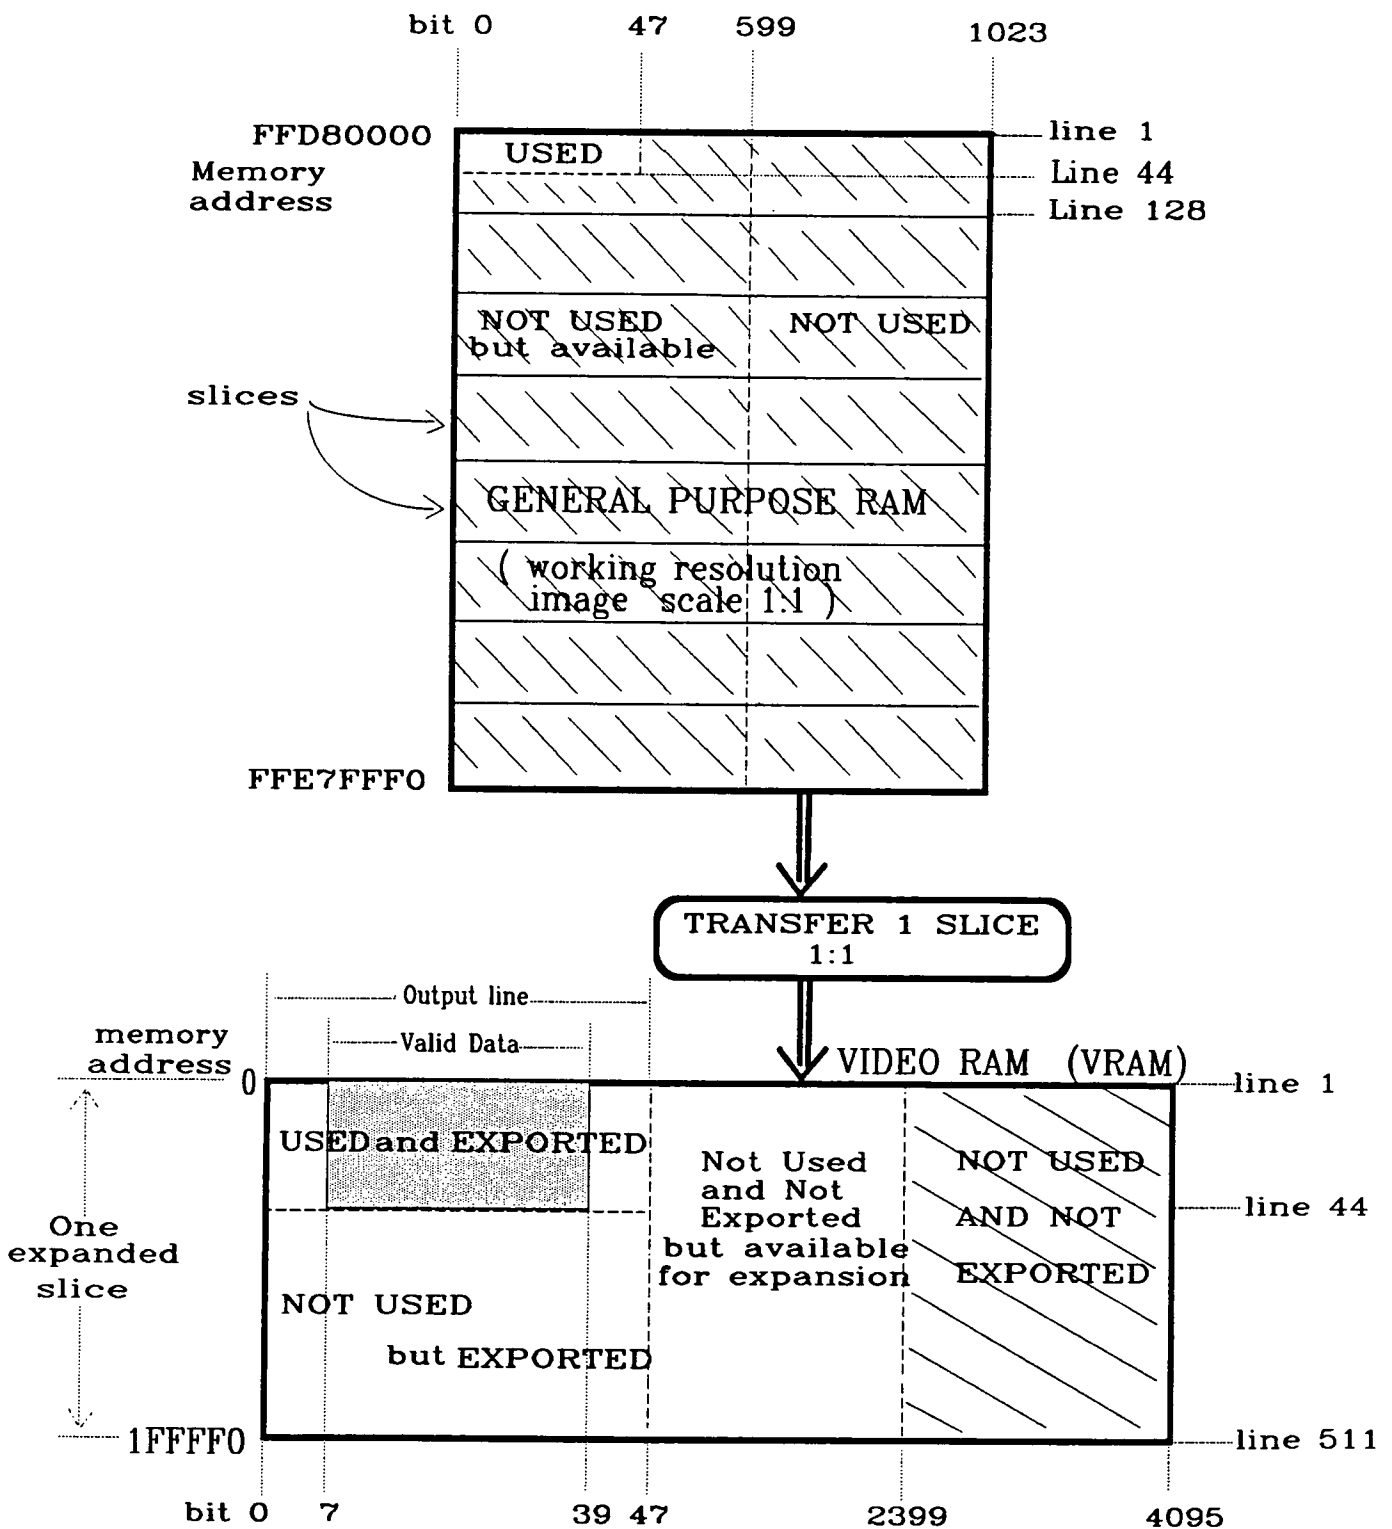 bit 0 47 599 1023
FFD80000
line 1
USED
Line 44
Memory
address
Line 128
NOT USED
but available
NOT USED
slices
GENERAL PURPOSE RAM
( working resolution
image scale 1:1 )
FFE7FFF0
TRANSFER 1 SLICE
1:1
Output line
Valid Data
memory
address
0
VIDEO RAM (VRAM)
line 1
USED and EXPORTED
Not Used
and Not
Exported
but available
for expansion
NOT USED
AND NOT
EXPORTED
line 44
One
expanded
slice
NOT USED
but EXPORTED
1FFFF0
line 511
bit 0 7 39 47 2399 4095